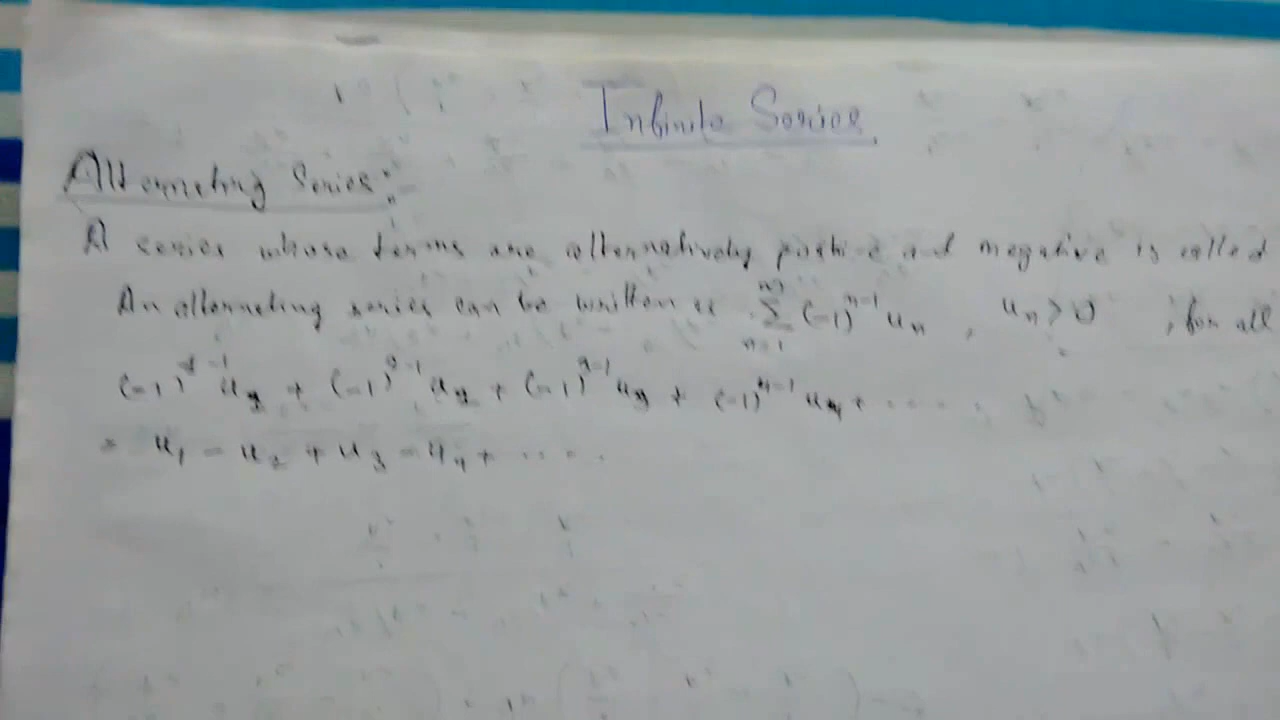 Infinite Series
Alternating Series:-
A series whose terms are alternatively positive and negative is called
An alternating series can be written as ∑_{n=1}^{∞} (-1)^{n-1} u_n , u_n > 0 , for all
(-1)^{1-1} u_1 + (-1)^{2-1} u_2 + (-1)^{3-1} u_3 + (-1)^{4-1} u_4 + .....
= u_1 - u_2 + u_3 - u_4 + .....